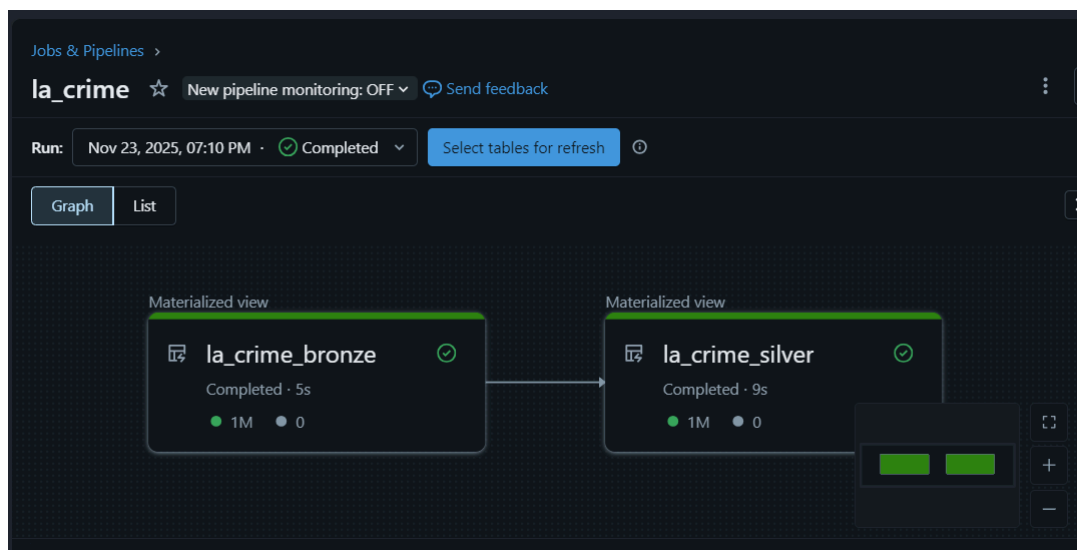 Jobs & Pipelines >
la_crime New pipeline monitoring: OFF Send feedback
Run: Nov 23, 2025, 07:10 PM · Completed Select tables for refresh
Graph List
Materialized view Materialized view
la_crime_bronze la_crime_silver
Completed · 5s Completed · 9s
1M 0 1M 0